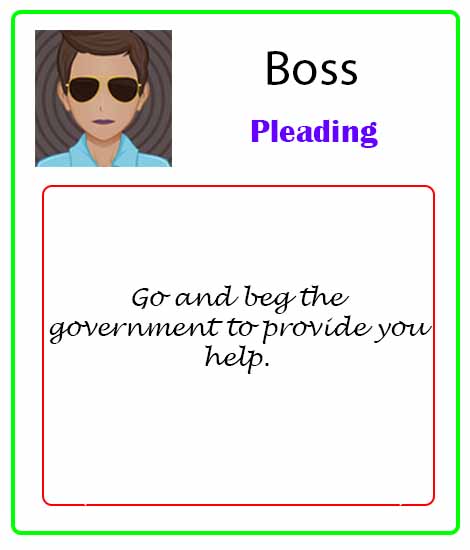 Boss
Pleading
Go and beg the
government to provide you
help.